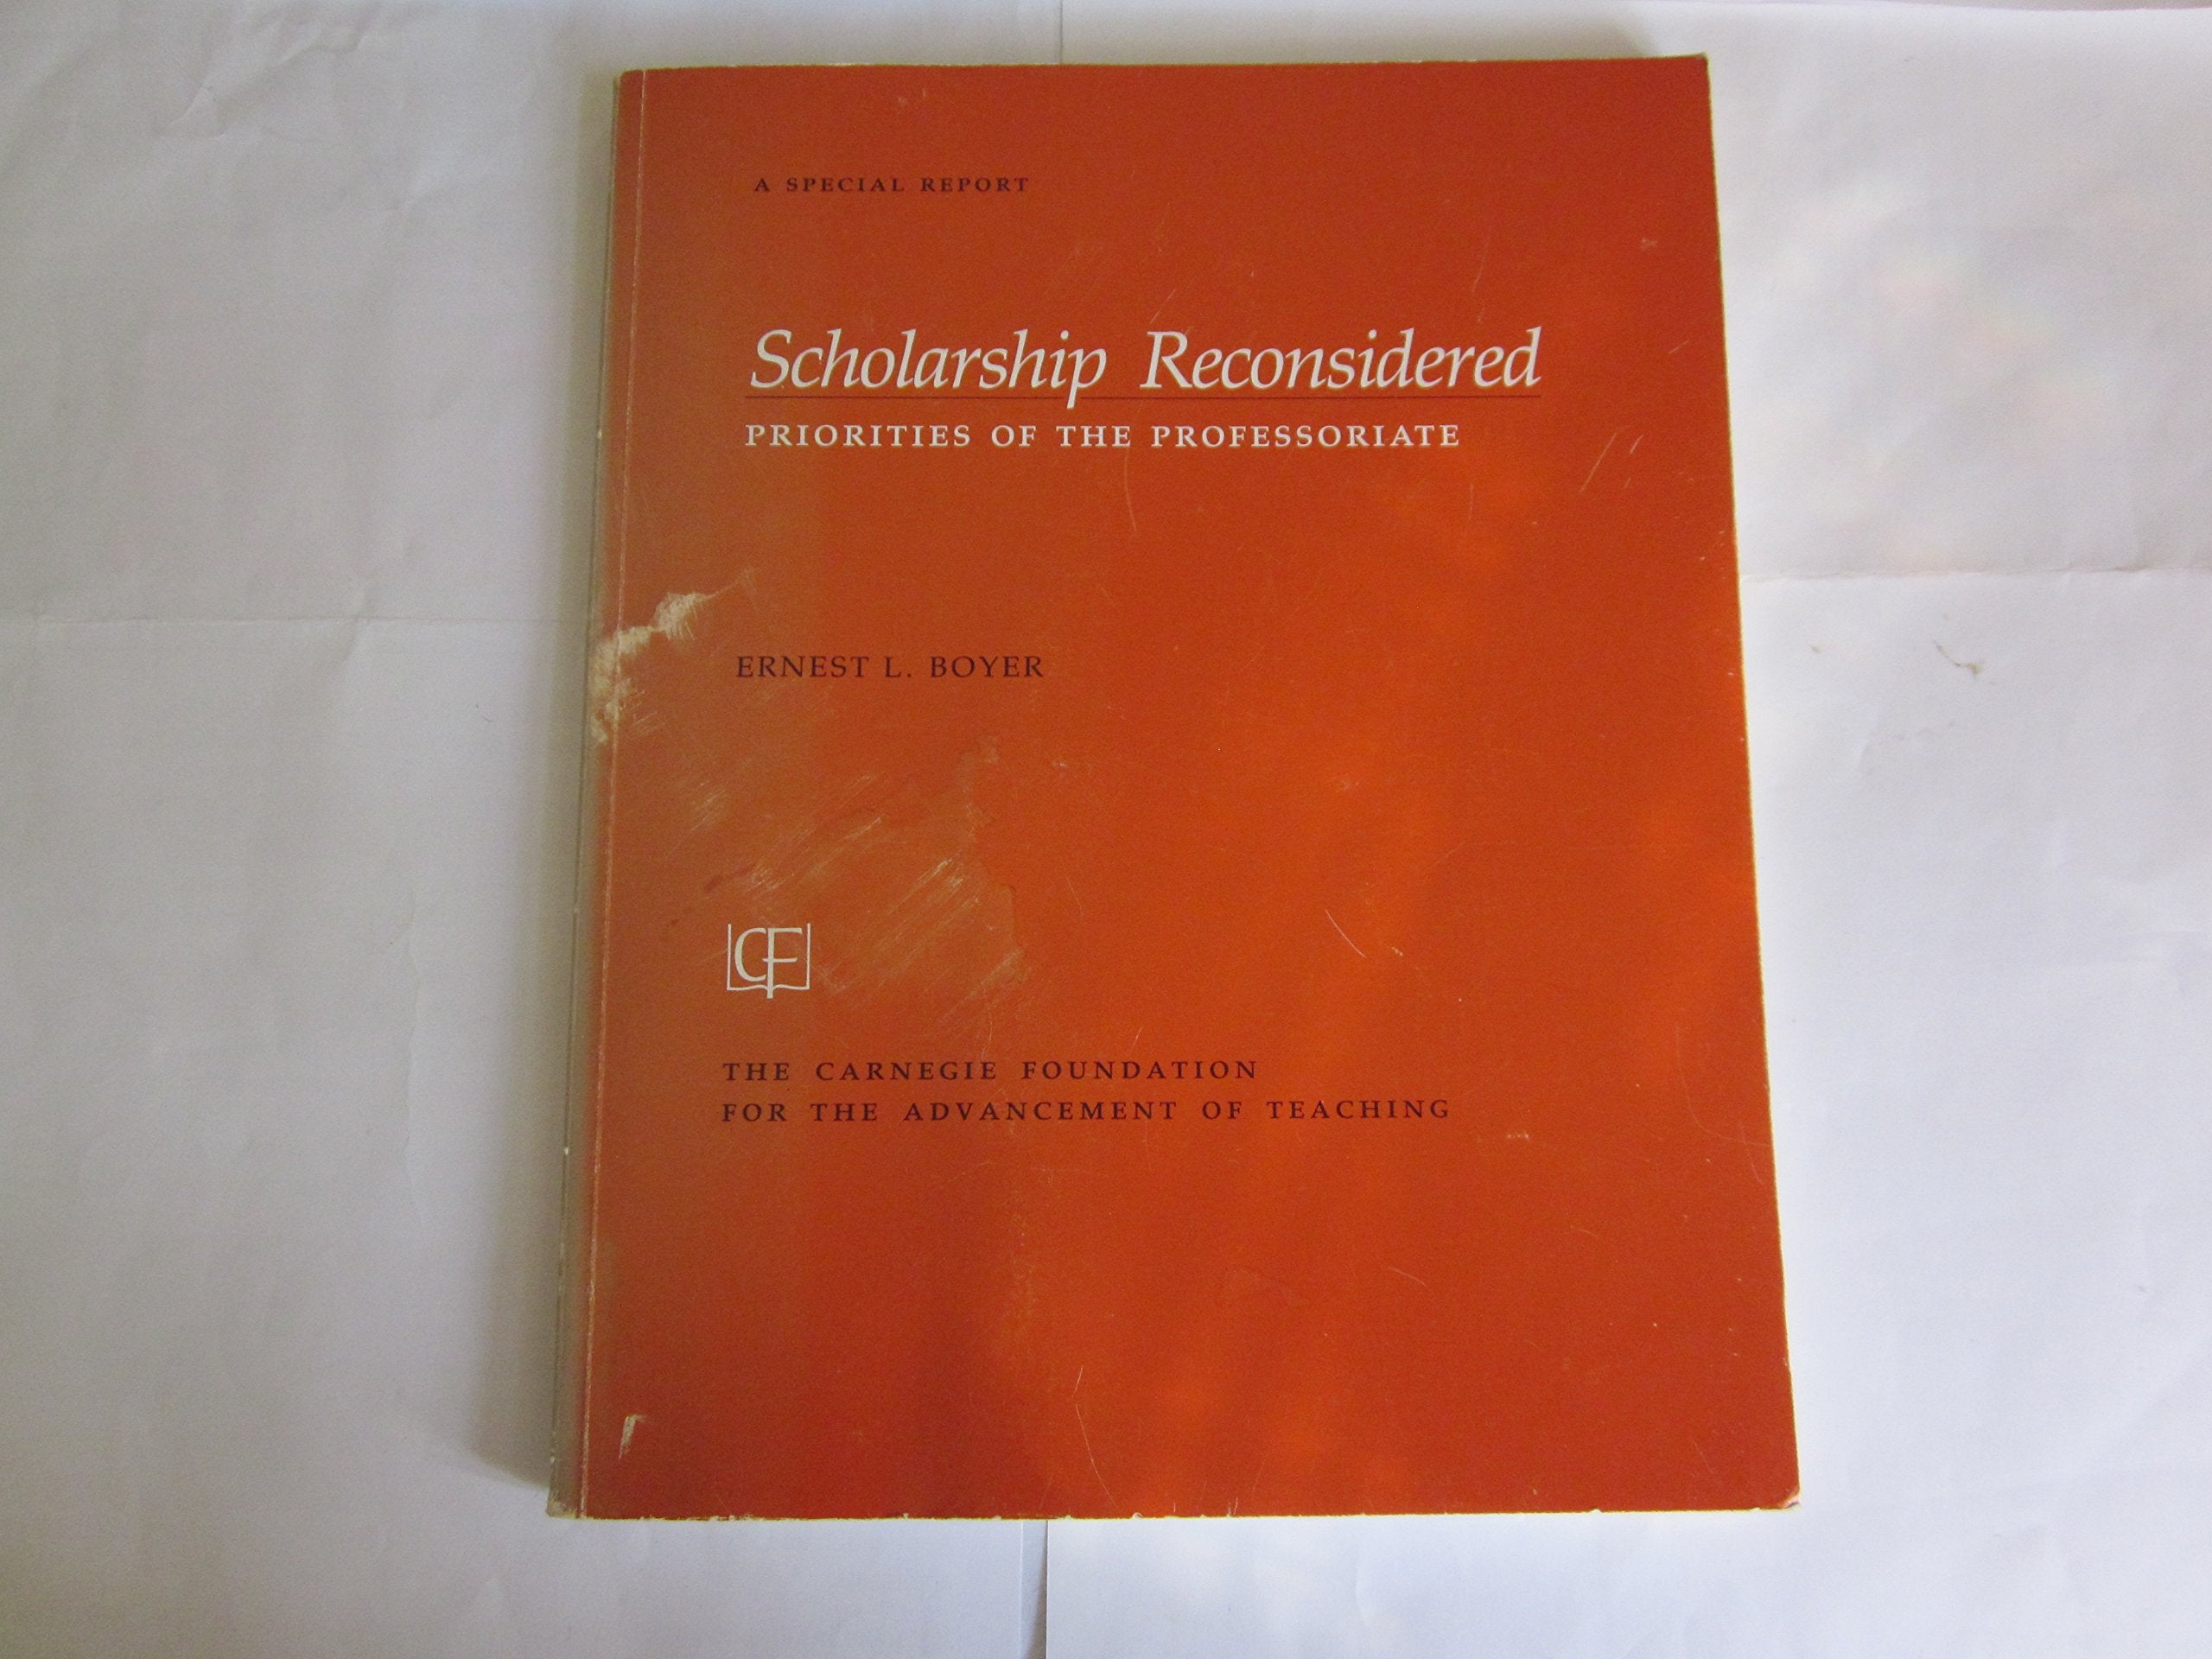 A SPECIAL REPORT
Scholarship Reconsidered
PRIORITIES OF THE PROFESSORIATE
ERNEST L. BOYER
CF
THE CARNEGIE FOUNDATION
FOR THE ADVANCEMENT OF TEACHING